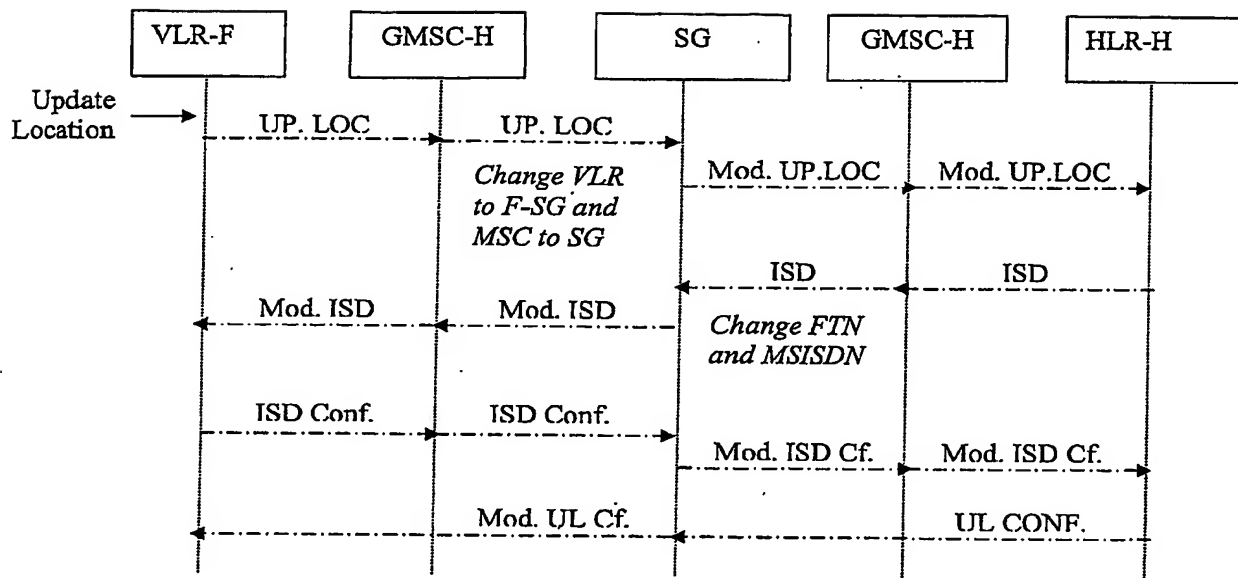 VLR-F
GMSC-H
SG
GMSC-H
HLR-H
Update
Location
UP. LOC
UP. LOC
Change VLR
to F-SG and
MSC to SG
Mod. UP.LOC
Mod. UP.LOC
ISD
ISD
Mod. ISD
Mod. ISD
Change FTN
and MSISDN
ISD Conf.
ISD Conf.
Mod. ISD Cf.
Mod. ISD Cf.
Mod. UL Cf.
UL CONF.